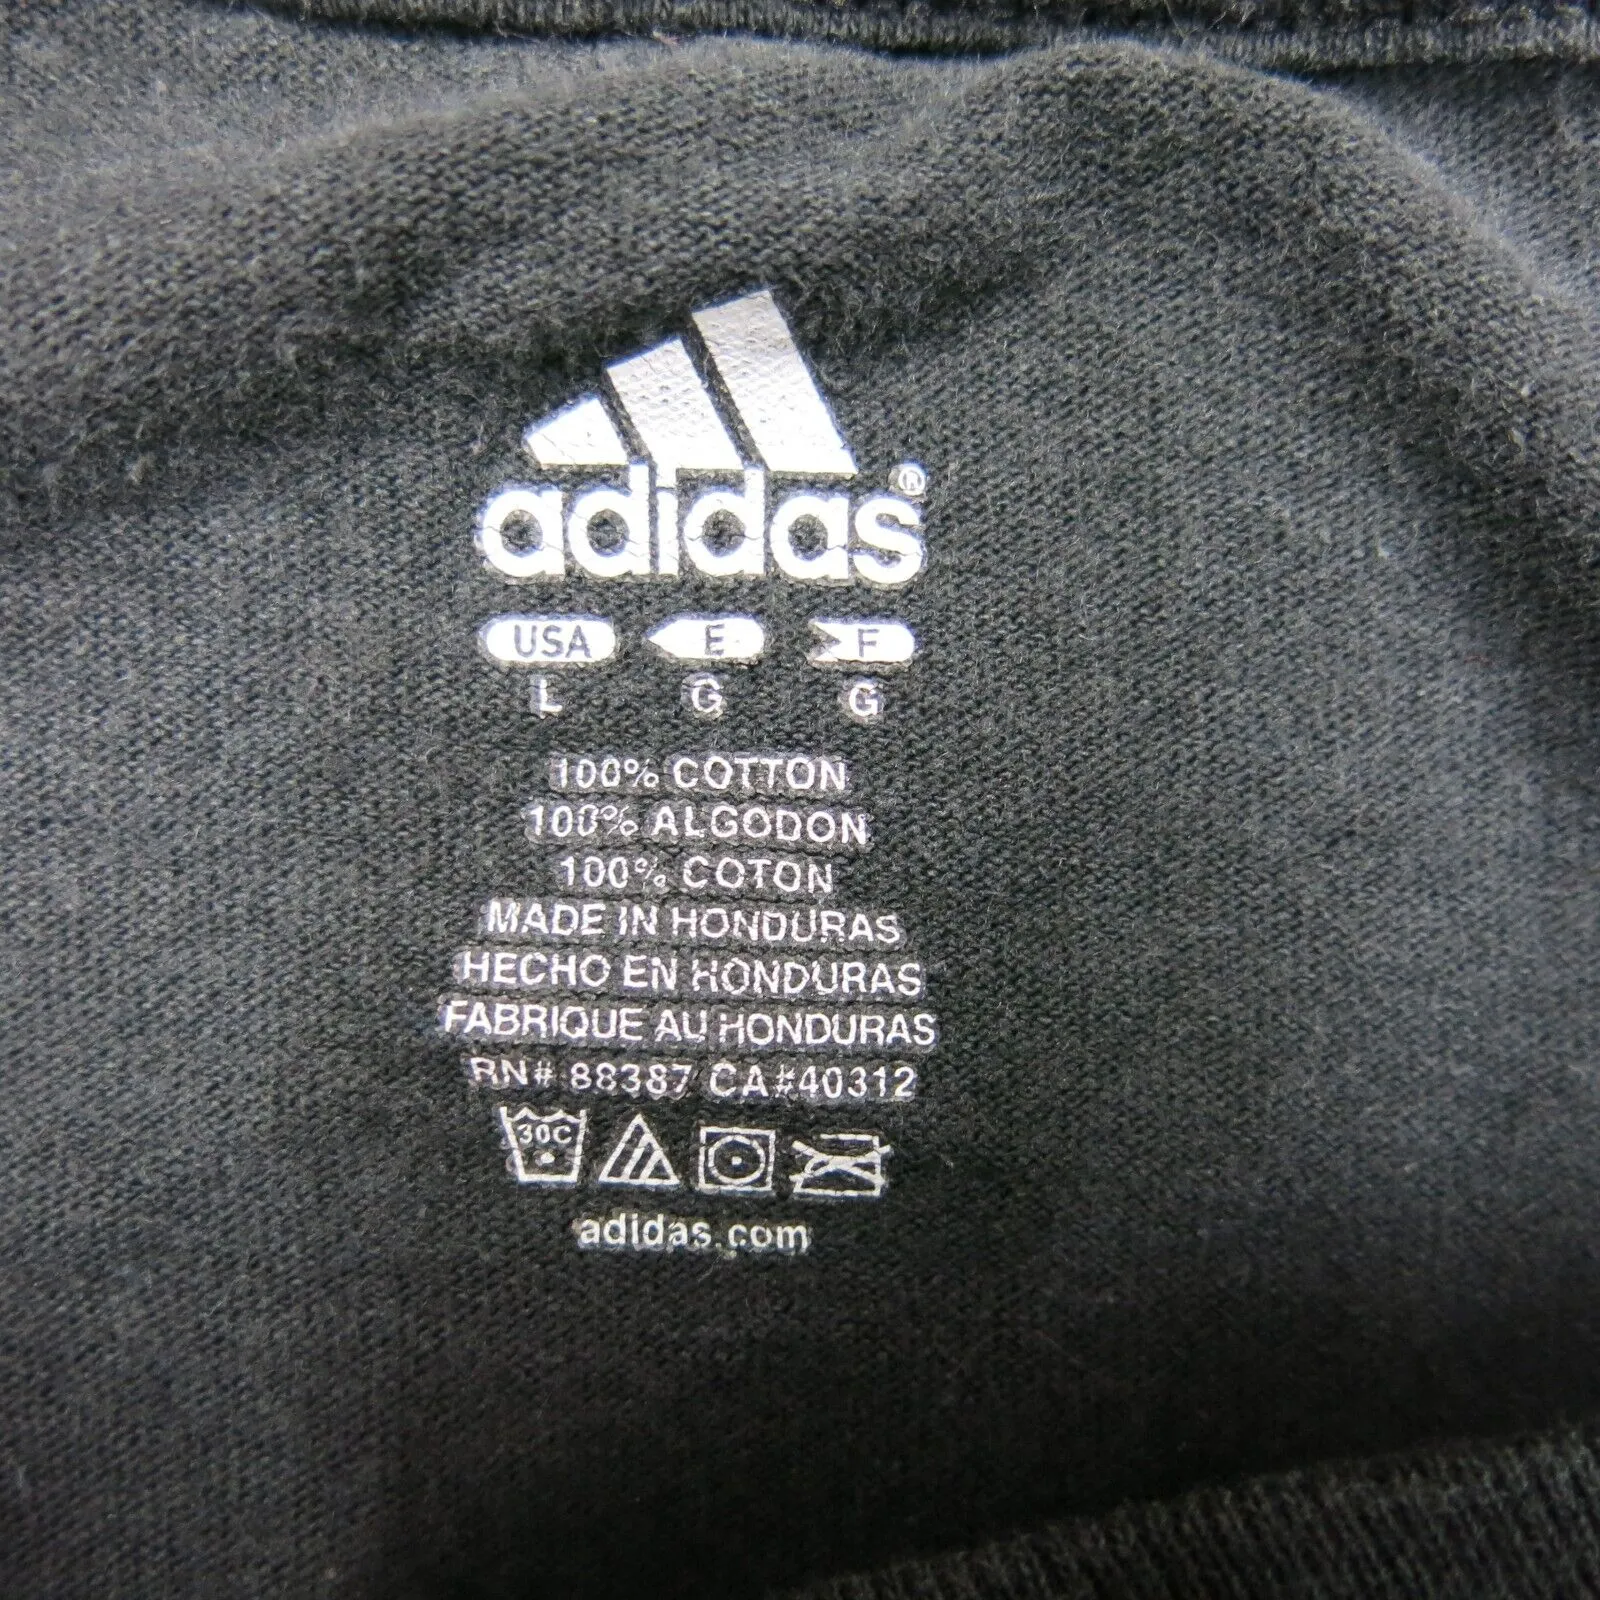 adidas®
USA E F
L G G
100% COTTON
100% ALGODON
100% COTON
MADE IN HONDURAS
HECHO EN HONDURAS
FABRIQUE AU HONDURAS
RN# 88387 CA#40312
30C
adidas.com